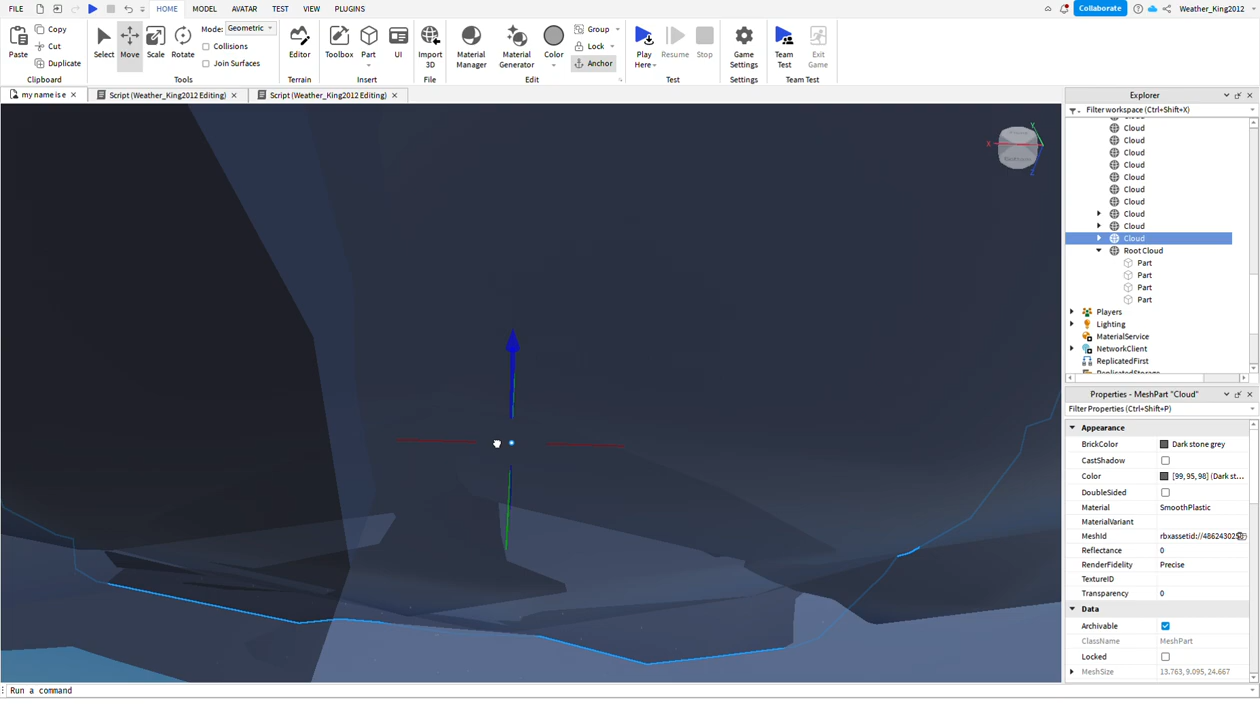 FILE HOME MODEL AVATAR TEST VIEW PLUGINS Collaborate Weather_King2012
Paste Copy Cut Duplicate Clipboard
Select Move Scale Rotate Mode: Geometric Collisions Join Surfaces Tools
Editor Terrain
Toolbox Part UI Insert
Import 3D File
Material Manager Material Generator Color Group Lock Anchor Edit
Play Here Resume Stop Test
Game Settings Settings
Team Test Exit Game Team Test
my name is e Script (Weather_King2012 Editing) Script (Weather_King2012 Editing)
Explorer
Filter workspace (Ctrl+Shift+X)
Cloud
Cloud
Cloud
Cloud
Cloud
Cloud
Cloud
Cloud
Cloud
Cloud
Root Cloud
Part
Part
Part
Part
Players
Lighting
MaterialService
NetworkClient
ReplicatedFirst
ReplicatedStorage
Y
X
Z
Properties - MeshPart "Cloud"
Filter Properties (Ctrl+Shift+P)
Appearance
BrickColor Dark stone grey
CastShadow
Color [99, 95, 98] (Dark st...
DoubleSided
Material SmoothPlastic
MaterialVariant
MeshId rbxassetid://48624302
Reflectance 0
RenderFidelity Precise
TextureID
Transparency 0
Data
Archivable
ClassName MeshPart
Locked
MeshSize 13.763, 9.095, 24.667
Run a command